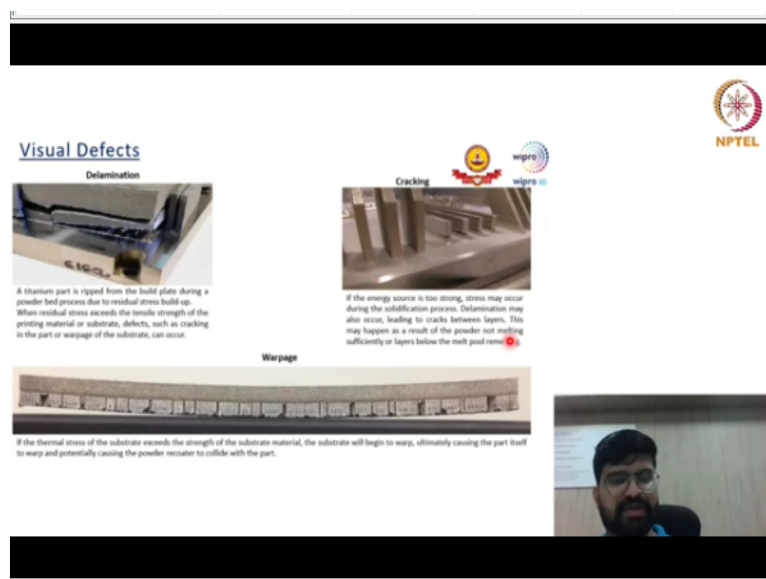 NPTEL
Visual Defects
wipro
wipro 3D
Delamination
Cracking
A titanium part is ripped from the build plate during a
powder bed process due to residual stress build-up.
When residual stress exceeds the tensile strength of the
printing material or substrate, defects, such as cracking
in the part or warpage of the substrate, can occur.
If the energy source is too strong, stress may occur
during the solidification process. Delamination may
also occur, leading to cracks between layers. This
may happen as a result of the powder not melting
sufficiently or layers below the melt pool
Warpage
If the thermal stress of the substrate exceeds the strength of the substrate material, the substrate will begin to warp, ultimately causing the part itself
to warp and potentially causing the powder recoater to collide with the part.